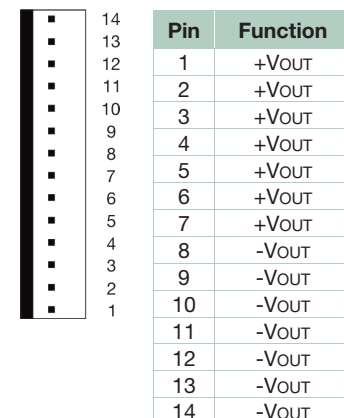 14
13
12
11
10
9
8
7
6
5
4
3
2
1
Pin Function
1 +VOUT
2 +VOUT
3 +VOUT
4 +VOUT
5 +VOUT
6 +VOUT
7 +VOUT
8 -VOUT
9 -VOUT
10 -VOUT
11 -VOUT
12 -VOUT
13 -VOUT
14 -VOUT